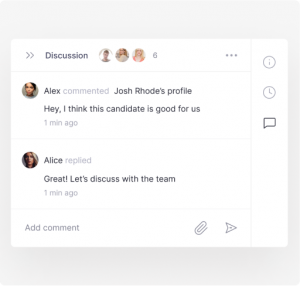 Discussion 6
Alex commented Josh Rhode's profile
Hey, I think this candidate is good for us
1 min ago
Alice replied
Great! Let's discuss with the team
1 min ago
Add comment